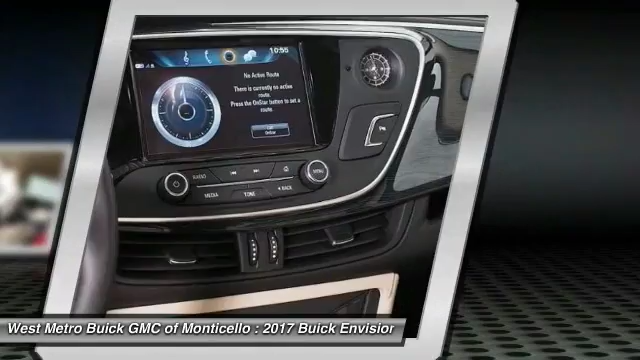 10:55
No Active Route
There is currently no active
route.
Press the OnStar button to set a
route.
Online
RADIO
MENU
MEDIA TONE BACK
West Metro Buick GMC of Monticello : 2017 Buick Envisior